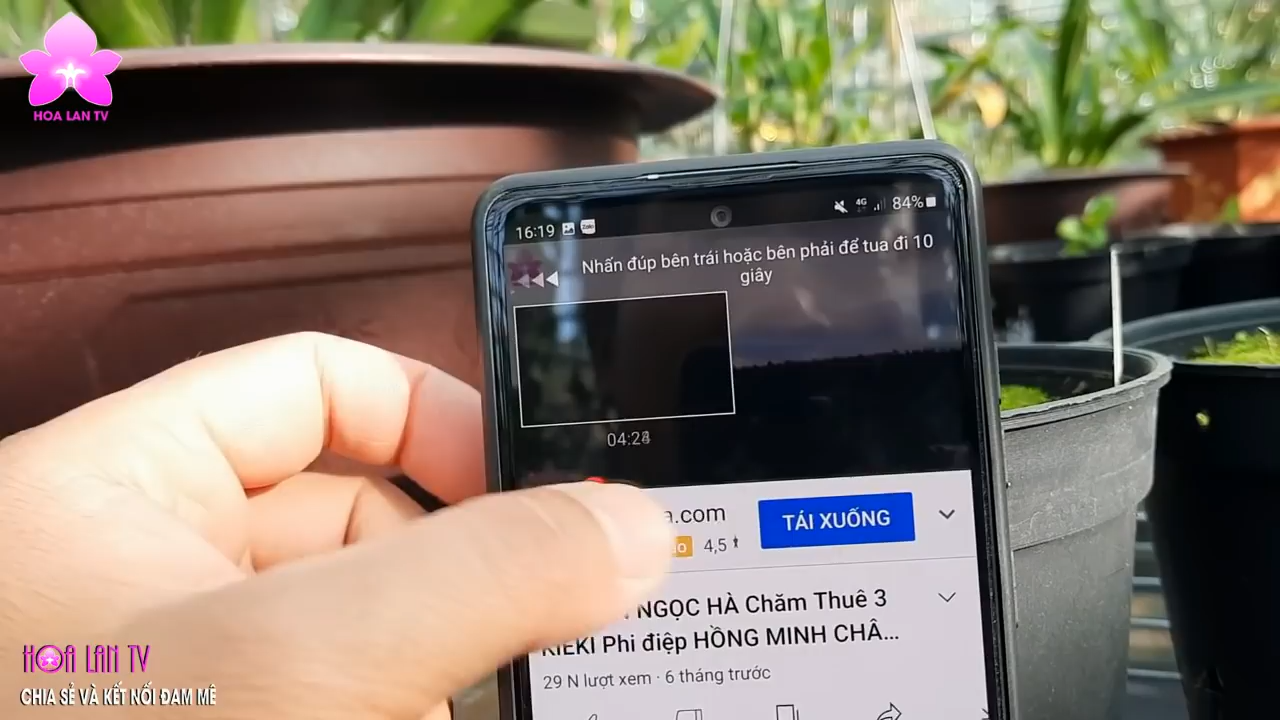 HOA LAN TV
16:19
Zalo
4G
84%
Nhấn đúp bên trái hoặc bên phải để tua đi 10
giây
a.com
TẢI XUỐNG
4,5
NGỌC HÀ Chăm Thuê 3
KIEKI Phi điệp HỒNG MINH CHÂ...
29 N lượt xem · 6 tháng trước
HOA LAN TV
CHIA SẺ VÀ KẾT NỐI ĐAM MÊ